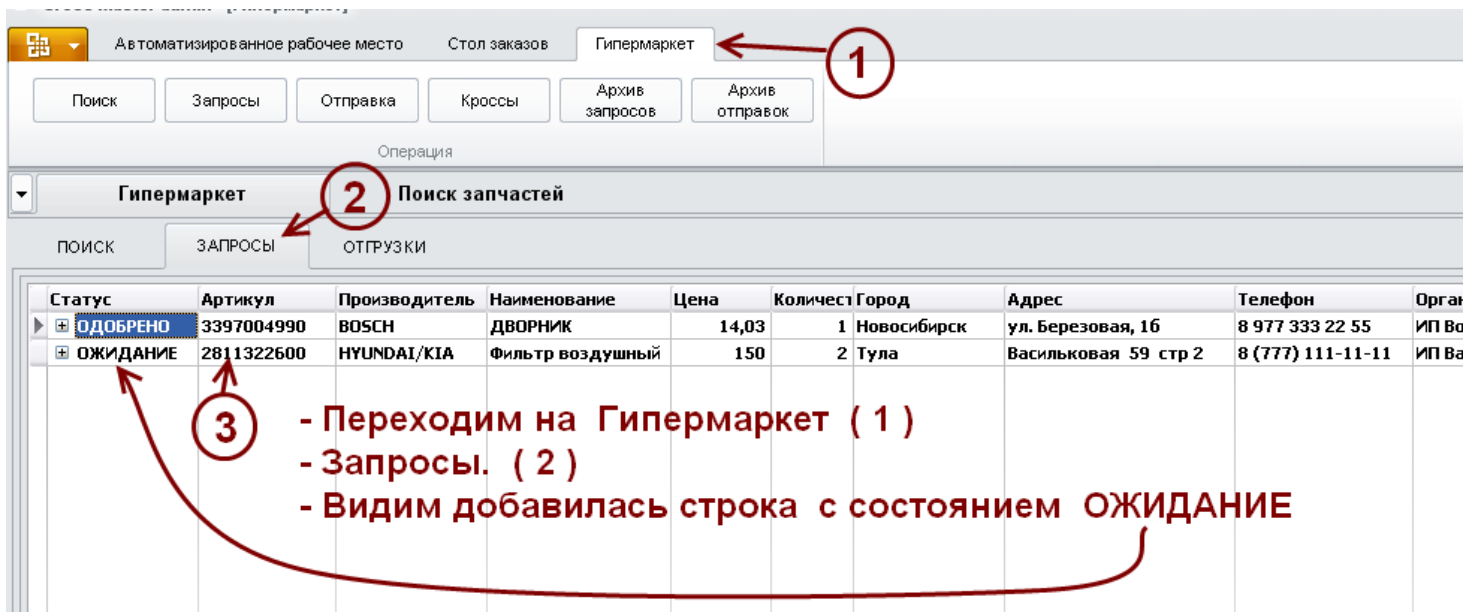 Автоматизированное рабочее место Стол заказов Гипермаркет
1
Поиск Запросы Отправка Кроссы Архив запросов Архив отправок
Операция
Гипермаркет 2 Поиск запчастей
ПОИСК ЗАПРОСЫ ОТГРУЗКИ
Статус Артикул Производитель Наименование Цена Количест Город Адрес Телефон Орган
ОДОБРЕНО 3397004990 BOSCH ДВОРНИК 14,03 1 Новосибирск ул. Березовая, 16 8 977 333 22 55 ИП Во
ОЖИДАНИЕ 2811322600 HYUNDAI/KIA Фильтр воздушный 150 2 Тула Васильковая 59 стр 2 8 (777) 111-11-11 ИП Ва
3
- Переходим на Гипермаркет ( 1 )
- Запросы. ( 2 )
- Видим добавилась строка с состоянием ОЖИДАНИЕ